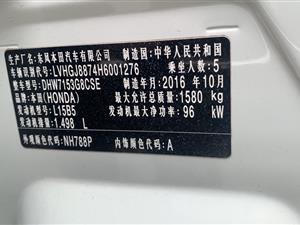 东风本田汽车有限公司 制造国：中华人民共和国
车辆识别代号：LVHGJ8874H6001276 乘坐人数：5
整车型号：DHW7153G8CSE 制造日期：2016 年 10 月
品牌：本田(HONDA) 最大允许总质量：1580 kg
发动机型号：L15B5 发动机最大净功率：96 kW
发动机排量：1.498 L
外观颜色代码：NH788P 内饰颜色代码：A